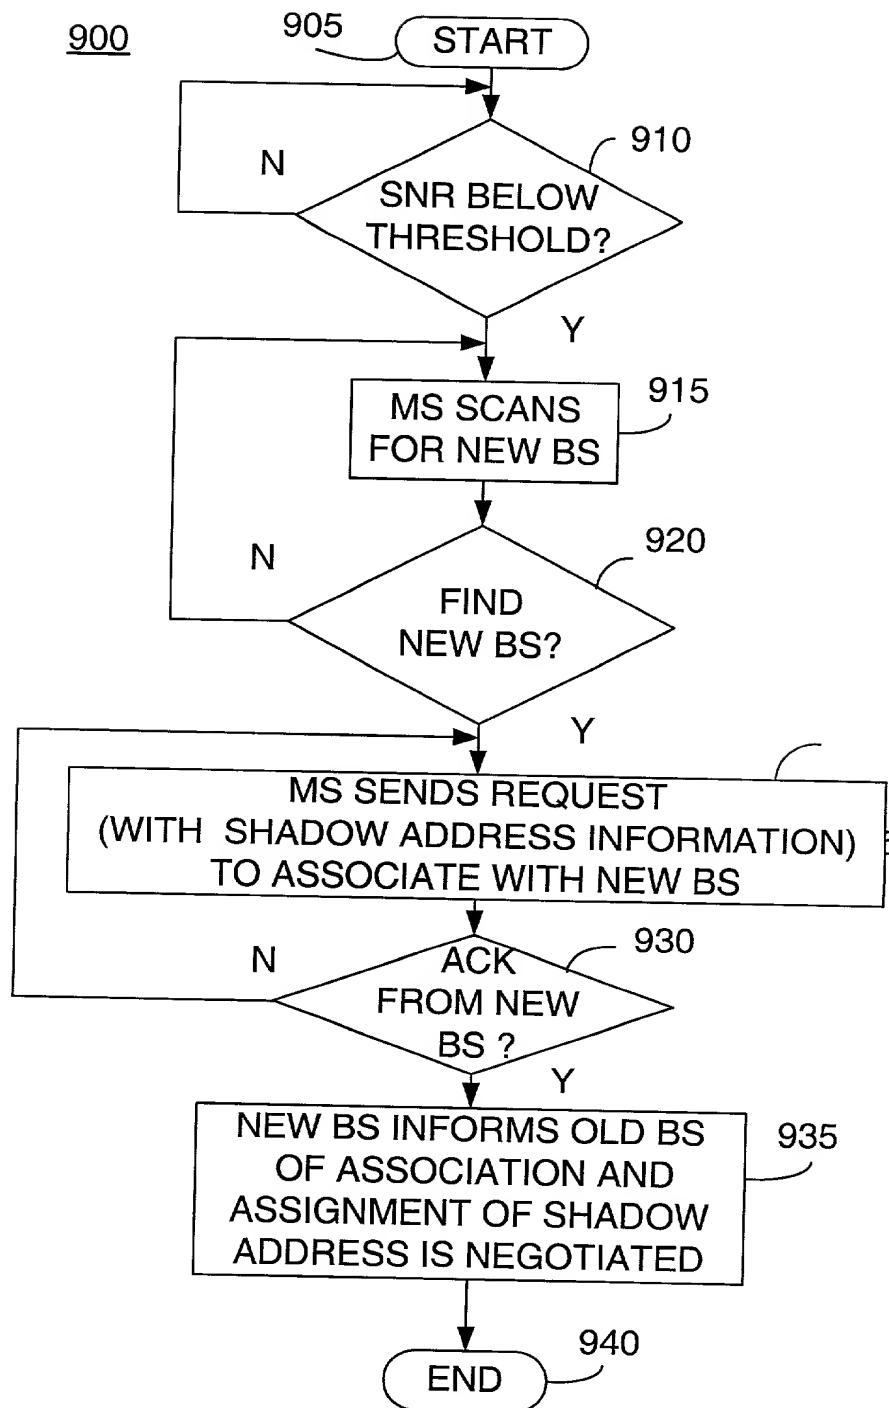 900
905
START
N
910
SNR BELOW
THRESHOLD?
Y
MS SCANS
FOR NEW BS
915
N
920
FIND
NEW BS?
Y
MS SENDS REQUEST
(WITH SHADOW ADDRESS INFORMATION)
TO ASSOCIATE WITH NEW BS
N
930
ACK
FROM NEW
BS ?
Y
NEW BS INFORMS OLD BS
OF ASSOCIATION AND
ASSIGNMENT OF SHADOW
ADDRESS IS NEGOTIATED
935
END
940